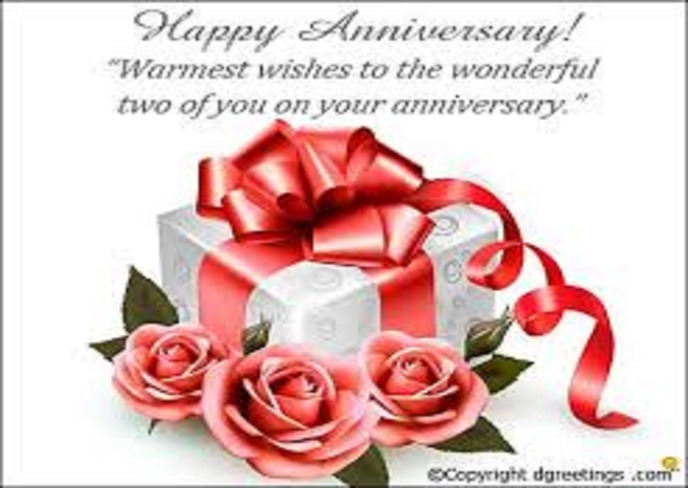 Happy Anniversary!
"Warmest wishes to the wonderful
two of you on your anniversary."
©Copyright dgreetings .com